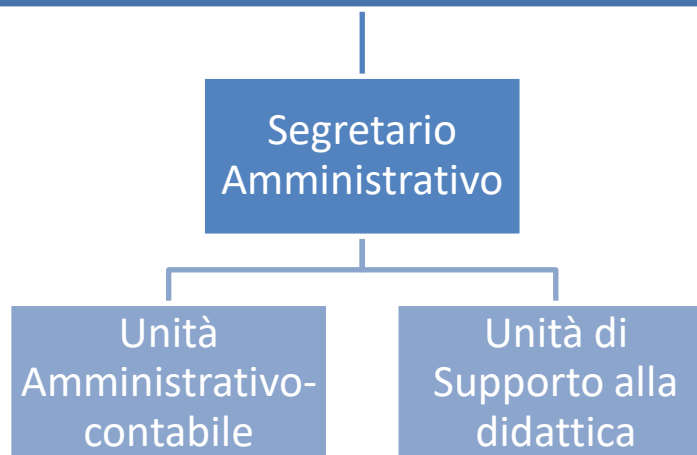 Segretario
Amministrativo
Unità
Amministrativo-
contabile
Unità di
Supporto alla
didattica